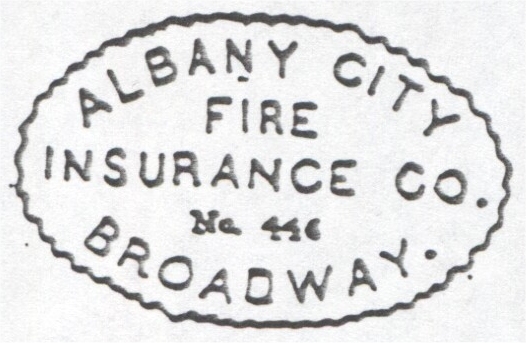 ALBANY CITY
FIRE
INSURANCE CO.
No. 446
BROADWAY.